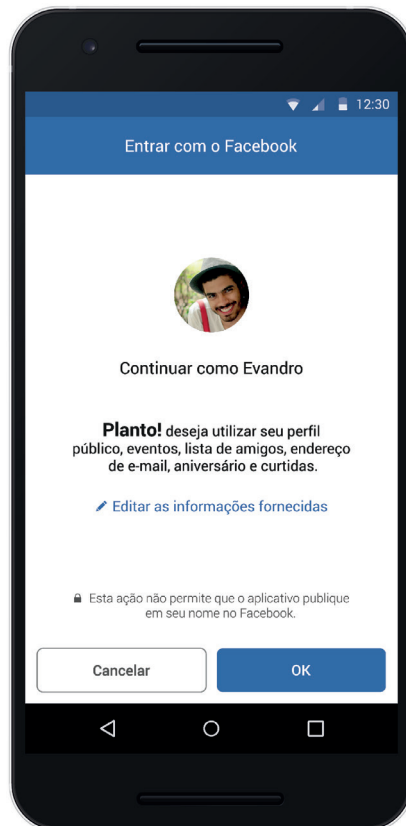 12:30
Entrar com o Facebook
Continuar como Evandro
Planto! deseja utilizar seu perfil
público, eventos, lista de amigos, endereço
de e-mail, aniversário e curtidas.
Editar as informações fornecidas
Esta ação não permite que o aplicativo publique
em seu nome no Facebook.
Cancelar OK